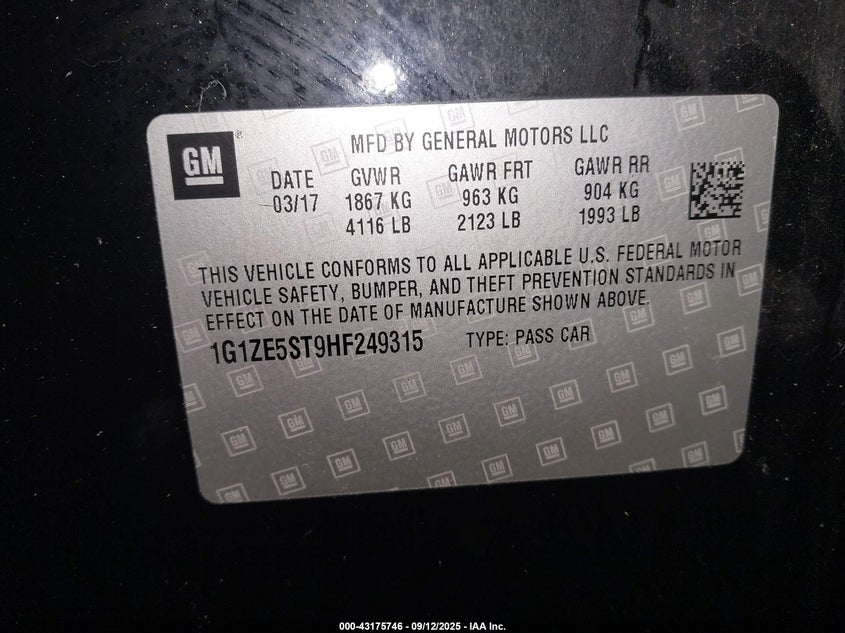 GM ®
MFD BY GENERAL MOTORS LLC
DATE GVWR GAWR FRT GAWR RR
03/17 1867 KG 963 KG 904 KG
4116 LB 2123 LB 1993 LB
THIS VEHICLE CONFORMS TO ALL APPLICABLE U.S. FEDERAL MOTOR
VEHICLE SAFETY, BUMPER, AND THEFT PREVENTION STANDARDS IN
EFFECT ON THE DATE OF MANUFACTURE SHOWN ABOVE.
1G1ZE5ST9HF249315 TYPE: PASS CAR
000-43175746 - 09/12/2025 - IAA Inc.